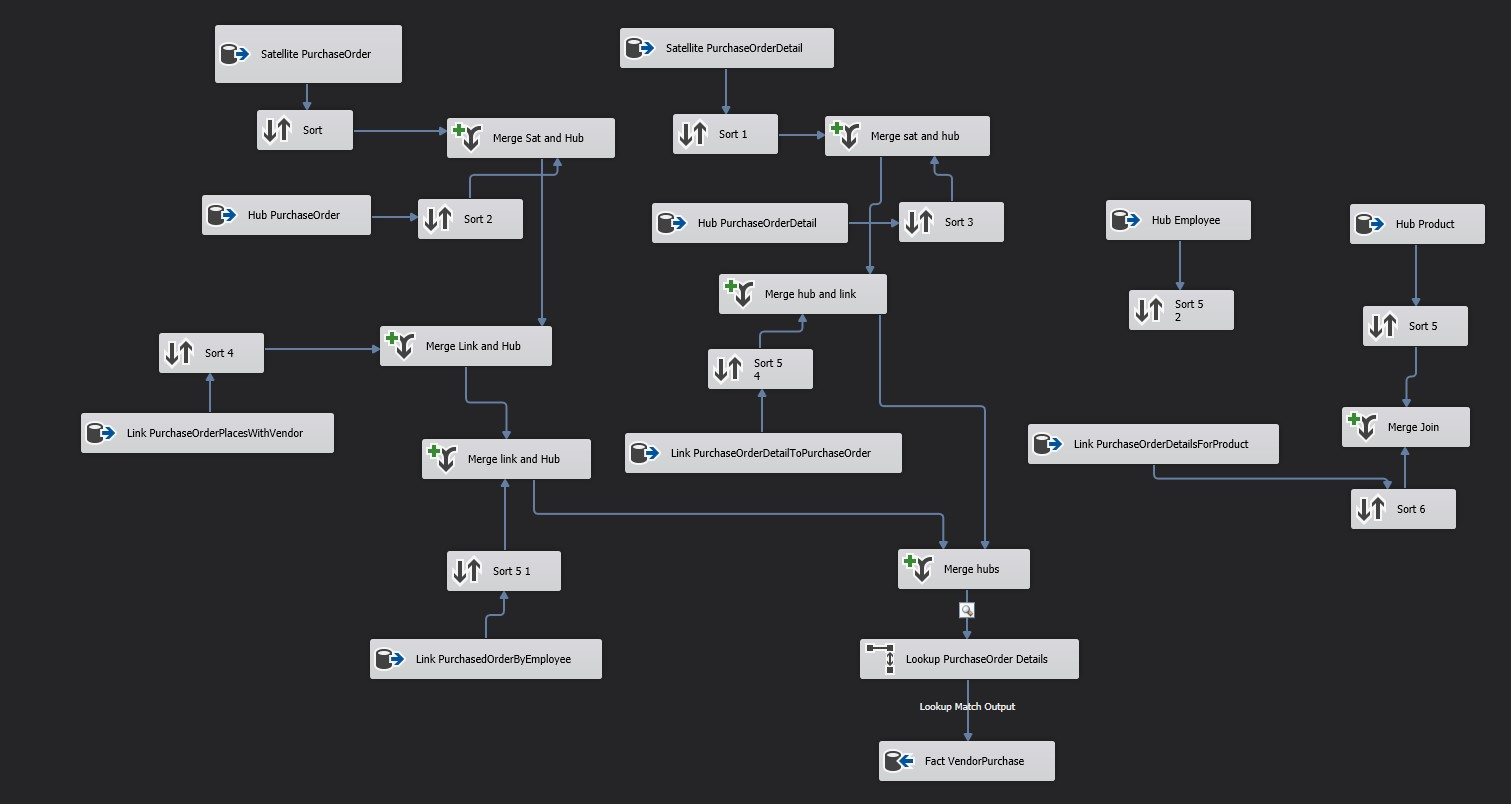 Satellite PurchaseOrder
Satellite PurchaseOrderDetail
Sort
Merge Sat and Hub
Sort 1
Merge sat and hub
Hub PurchaseOrder
Sort 2
Hub PurchaseOrderDetail
Sort 3
Hub Employee
Hub Product
Merge hub and link
Sort 5
2
Sort 5
Sort 4
Merge Link and Hub
Sort 5
4
Link PurchaseOrderPlacesWithVendor
Merge link and Hub
Link PurchaseOrderDetailToPurchaseOrder
Link PurchaseOrderDetailsForProduct
Merge Join
Sort 6
Sort 5 1
Merge hubs
Link PurchasedOrderByEmployee
Lookup PurchaseOrder Details
Lookup Match Output
Fact VendorPurchase